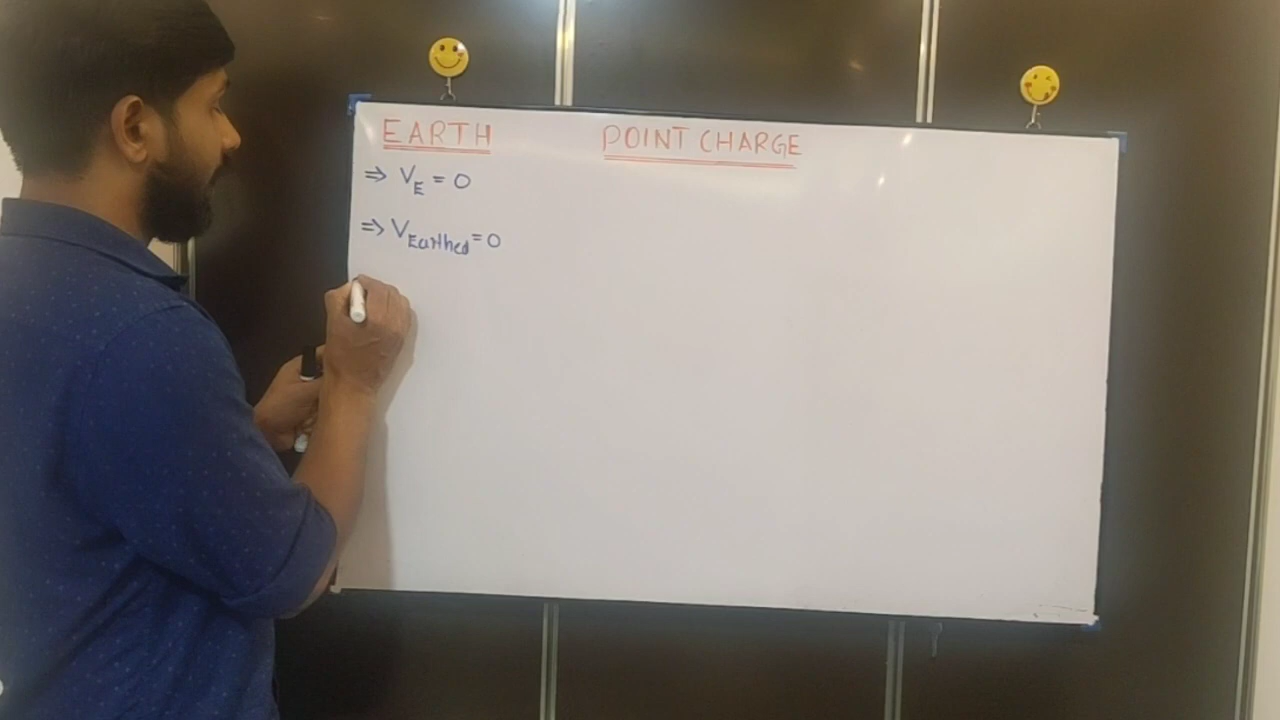 EARTH POINT CHARGE
⇒ V_E = 0
⇒ V_Earthed = 0